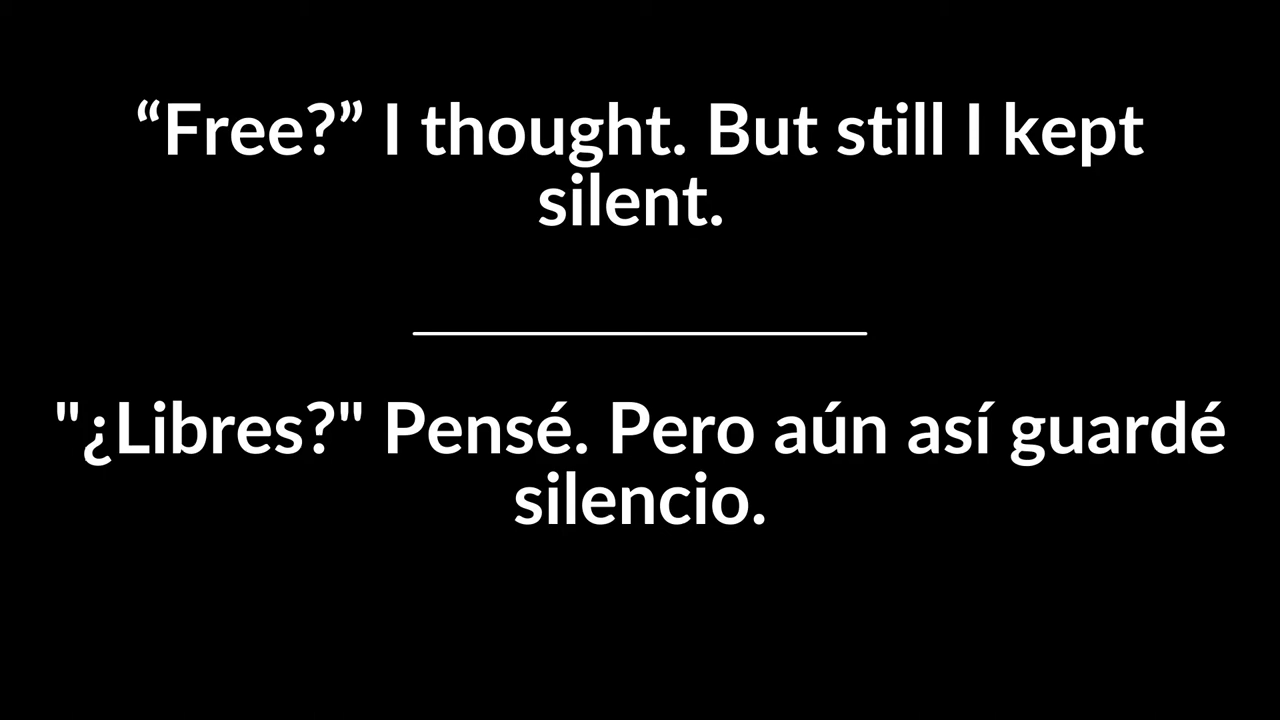 “Free?” I thought. But still I kept
silent.
"¿Libres?" Pensé. Pero aún así guardé
silencio.